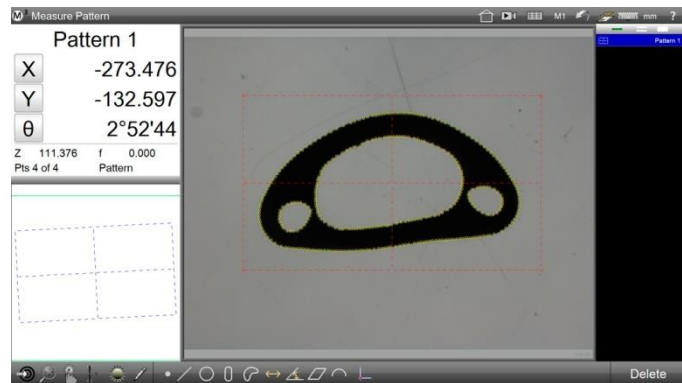 M³ Measure Pattern
M1
mm ?
Pattern 1
X -273.476
Y -132.597
θ 2°52'44
Z 111.376 f 0.000
Pts 4 of 4 Pattern
Pattern 1
Delete